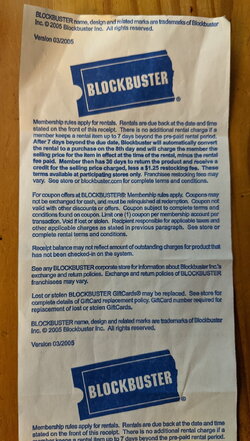 BLOCKBUSTER name, design and related marks are trademarks of Blockbuster
Inc. © 2005 Blockbuster Inc. All rights reserved.
Version 03/2005
BLOCKBUSTER®
Membership rules apply for rentals. Rentals are due back at the date and time
stated on the front of this receipt. There is no additional rental charge if a
member keeps a rental item up to 7 days beyond the pre-paid rental period.
After 7 days beyond the due date, Blockbuster will automatically convert
the rental to a purchase on the 8th day and will charge the member the
selling price for the item in effect at the time of the rental, minus the rental
fee paid. Member then has 30 days to return the product and receive a
credit for the selling price charged, less a $1.25 restocking fee. These
terms available at participating stores only. Franchisee restocking fees may
vary. See store or blockbuster.com for complete terms and conditions.
For coupon offers at BLOCKBUSTER® Membership rules apply. Coupons may
not be exchanged for cash, and must be relinquished at redemption. Coupon not
valid with other discounts or offers. Coupon subject to complete terms and
conditions found on coupon. Limit one (1) coupon per membership account per
transaction. Void if lost or stolen. Recipient responsible for applicable taxes and
other applicable charges as stated in previous paragraph. See store for
complete rental terms and conditions.
Receipt balance may not reflect amount of outstanding charges for product that
has not been checked-in on the system.
See any BLOCKBUSTER corporate store for information about Blockbuster Inc.'s
exchange and return policies. Exchange and return policies of BLOCKBUSTER
franchisees may vary.
Lost or stolen BLOCKBUSTER GiftCards® may be replaced. See store for
complete details of GiftCard replacement policy. GiftCard number required for
replacement of lost or stolen GiftCards.
BLOCKBUSTER name, design and related marks are trademarks of Blockbuster
Inc. © 2005 Blockbuster Inc. All rights reserved.
Version 03/2005
BLOCKBUSTER®
Membership rules apply for rentals. Rentals are due back at the date and time
stated on the front of this receipt. There is no additional rental charge if a
member keeps a rental item up to 7 days beyond the pre-paid rental period.